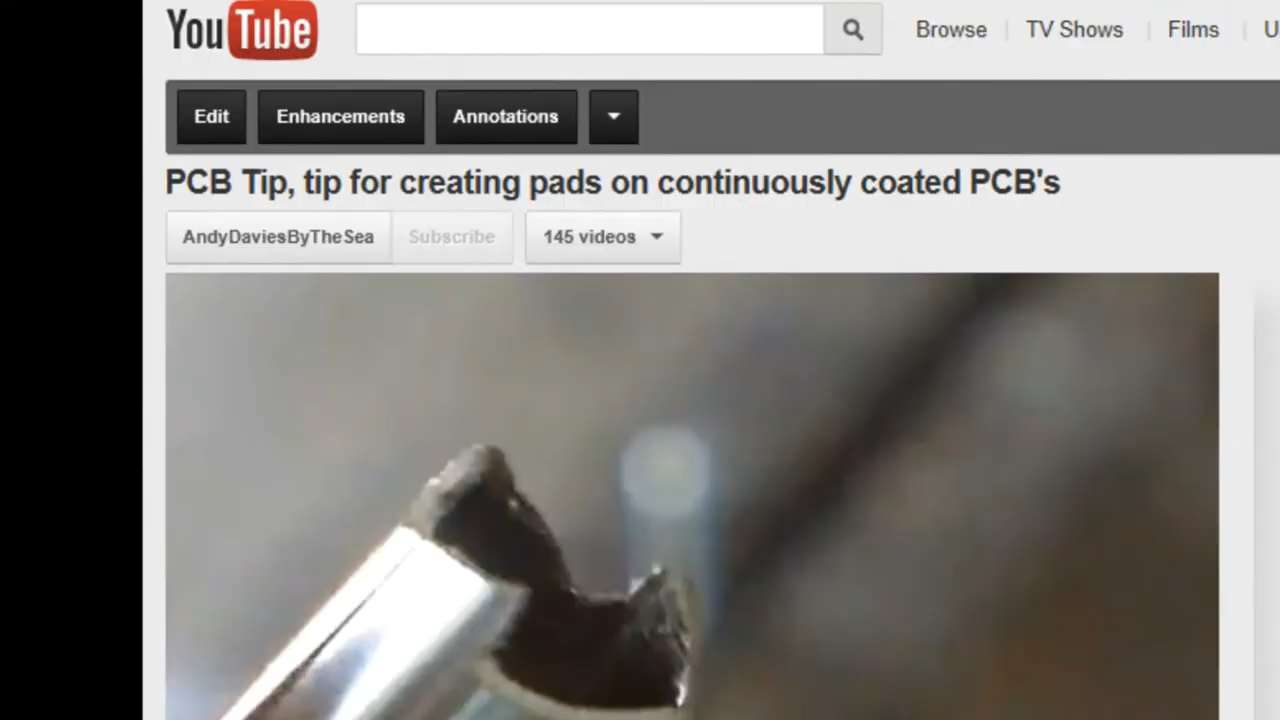 YouTube Browse TV Shows Films U
Edit Enhancements Annotations
PCB Tip, tip for creating pads on continuously coated PCB's
AndyDaviesByTheSea Subscribe 145 videos